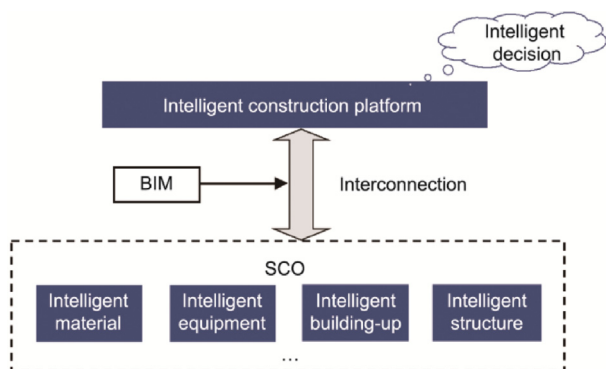 Intelligent
decision
Intelligent construction platform
BIM
Interconnection
SCO
Intelligent
material
Intelligent
equipment
Intelligent
building-up
Intelligent
structure
...